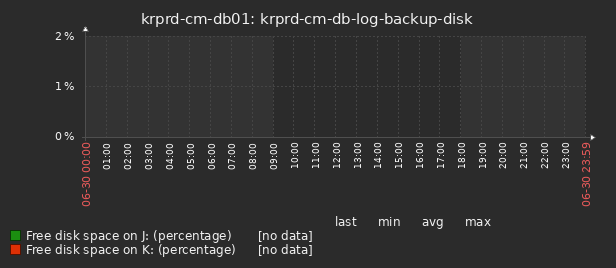 krprd-cm-db01: krprd-cm-db-log-backup-disk
2 %
1 %
0 %
06-30 00:00 01:00 02:00 03:00 04:00 05:00 06:00 07:00 08:00 09:00 10:00 11:00 12:00 13:00 14:00 15:00 16:00 17:00 18:00 19:00 20:00 21:00 22:00 23:00 06-30 23:59
last min avg max
Free disk space on J: (percentage) [no data]
Free disk space on K: (percentage) [no data]